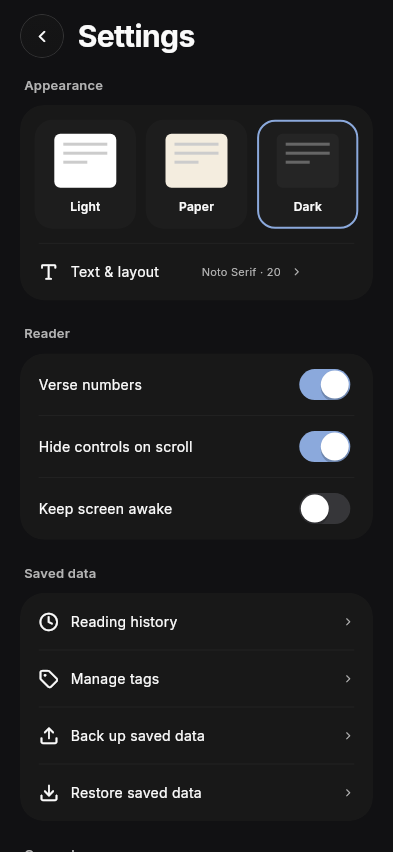 Settings
Appearance
Light
Paper
Dark
Text & layout
Noto Serif · 20
Reader
Verse numbers
Hide controls on scroll
Keep screen awake
Saved data
Reading history
Manage tags
Back up saved data
Restore saved data